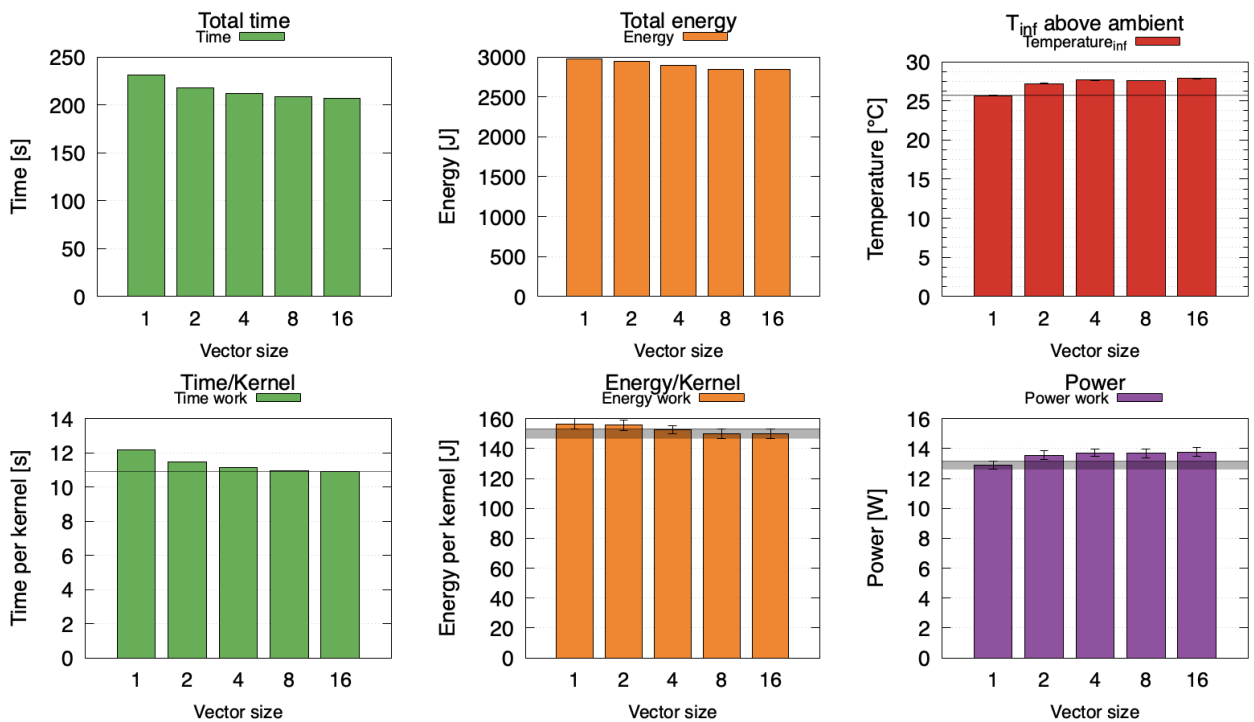 Total time
Time
250
200
150
100
50
0
Time [s]
1 2 4 8 16
Vector size
Total energy
Energy
3000
2500
2000
1500
1000
500
0
Energy [J]
1 2 4 8 16
Vector size
T_inf above ambient
Temperature_inf
30
25
20
15
10
5
0
Temperature [°C]
1 2 4 8 16
Vector size
Time/Kernel
Time work
14
12
10
8
6
4
2
0
Time per kernel [s]
1 2 4 8 16
Vector size
Energy/Kernel
Energy work
160
140
120
100
80
60
40
20
0
Energy per kernel [J]
1 2 4 8 16
Vector size
Power
Power work
16
14
12
10
8
6
4
2
0
Power [W]
1 2 4 8 16
Vector size